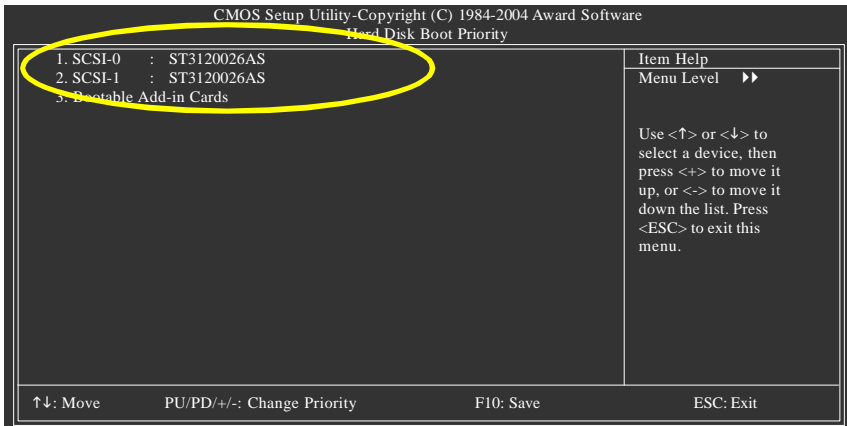 CMOS Setup Utility-Copyright (C) 1984-2004 Award Software
Hard Disk Boot Priority
1. SCSI-0 : ST3120026AS
2. SCSI-1 : ST3120026AS
3. Bootable Add-in Cards
Item Help
Menu Level ▸▸
Use <↑> or <↓> to
select a device, then
press <+> to move it
up, or <-> to move it
down the list. Press
<ESC> to exit this
menu.
↑↓: Move PU/PD/+/-: Change Priority F10: Save ESC: Exit